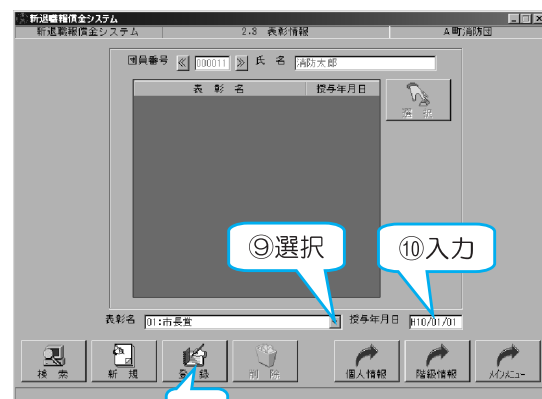 新退職報償金システム
新退職報償金システム 2.3 表彰情報 A町消防団
団員番号 000011 氏 名 消防太郎
表 彰 名 授与年月日
選 択
⑨選択 ⑩入力
表彰名 01:市長賞 授与年月日 H10/01/01
検 索 新 規 登 録 削 除 個人情報 階級情報 メインメニュー